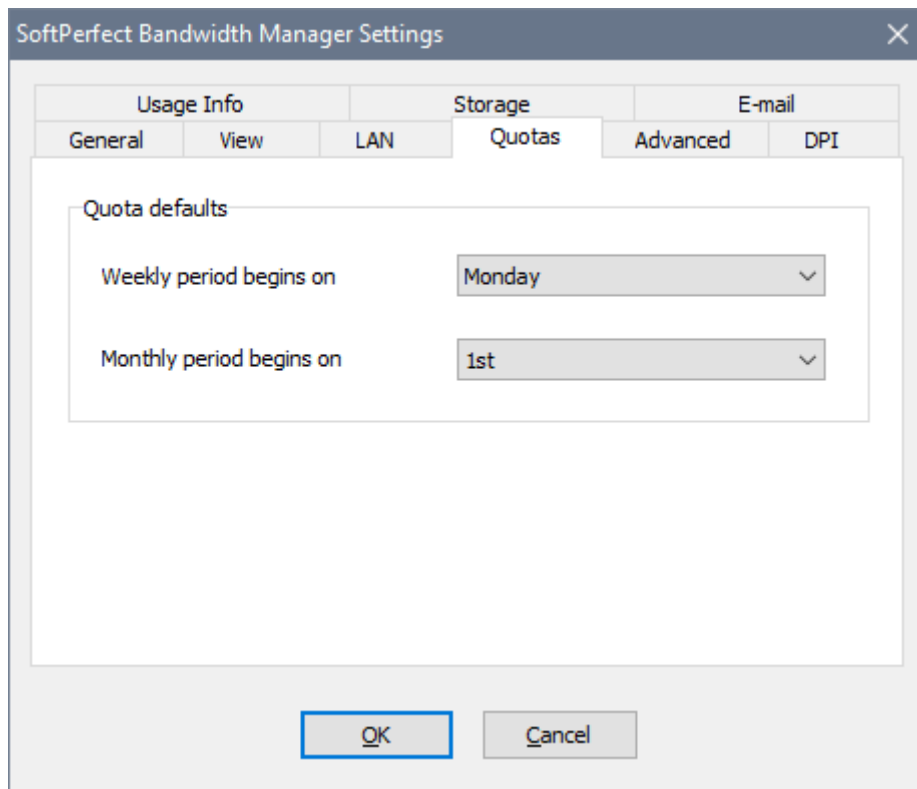 SoftPerfect Bandwidth Manager Settings
Usage Info Storage E-mail
General View LAN Quotas Advanced DPI
Quota defaults
Weekly period begins on Monday
Monthly period begins on 1st
OK Cancel